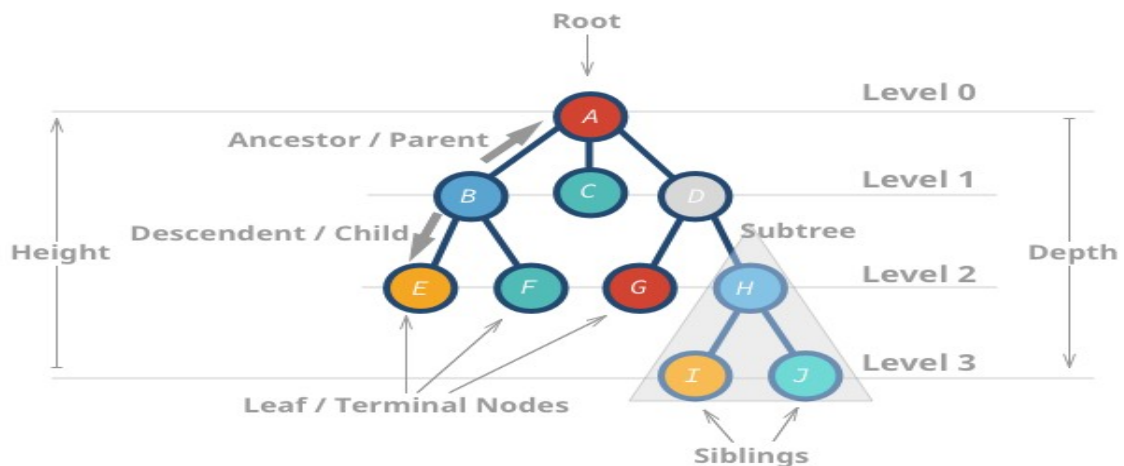 Root
Level 0
A
Ancestor / Parent
Level 1
B
C
D
Descendent / Child
Subtree
Height
Depth
Level 2
E
F
G
H
Level 3
I
J
Leaf / Terminal Nodes
Siblings